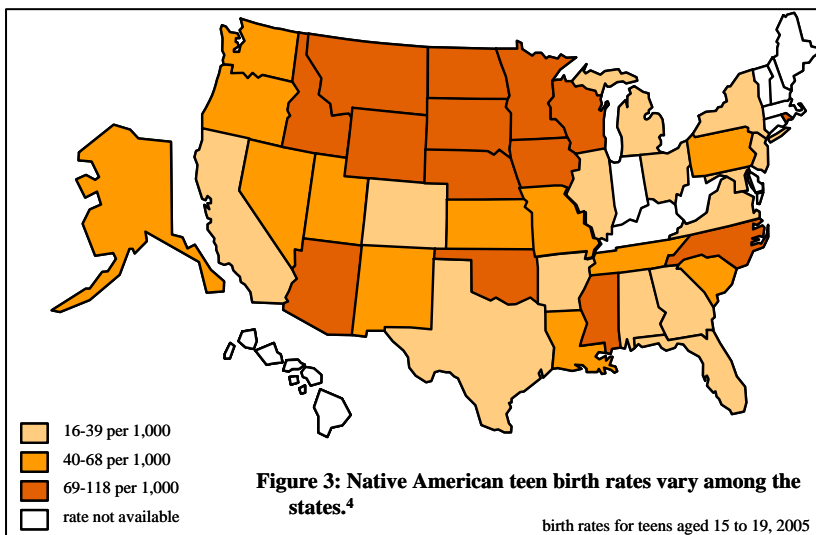 16-39 per 1,000
40-68 per 1,000
69-118 per 1,000
rate not available
Figure 3: Native American teen birth rates vary among the
states.⁴
birth rates for teens aged 15 to 19, 2005